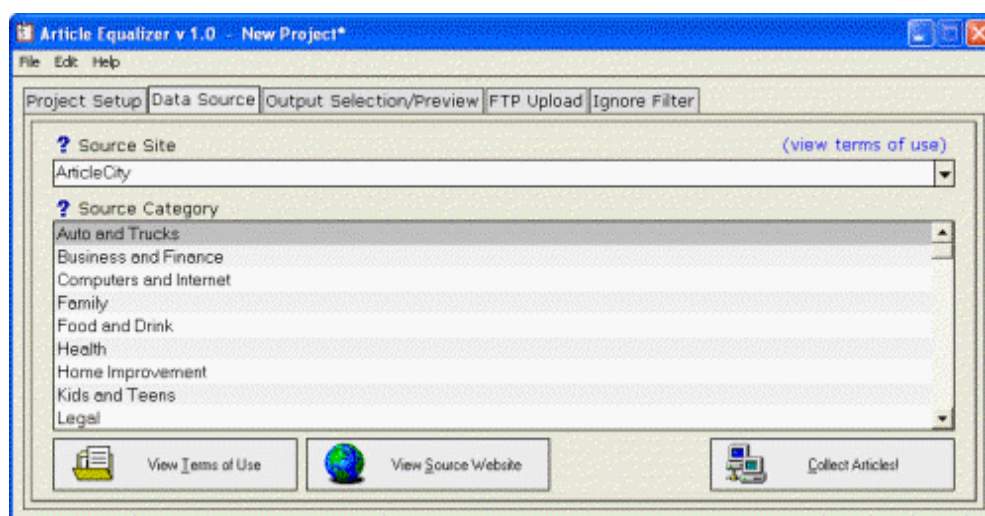 Article Equalizer v 1.0 - New Project*
File Edit Help
Project Setup Data Source Output Selection/Preview FTP Upload Ignore Filter
? Source Site (view terms of use)
ArticleCity
? Source Category
Auto and Trucks
Business and Finance
Computers and Internet
Family
Food and Drink
Health
Home Improvement
Kids and Teens
Legal
View Terms of Use View Source Website Collect Articles!